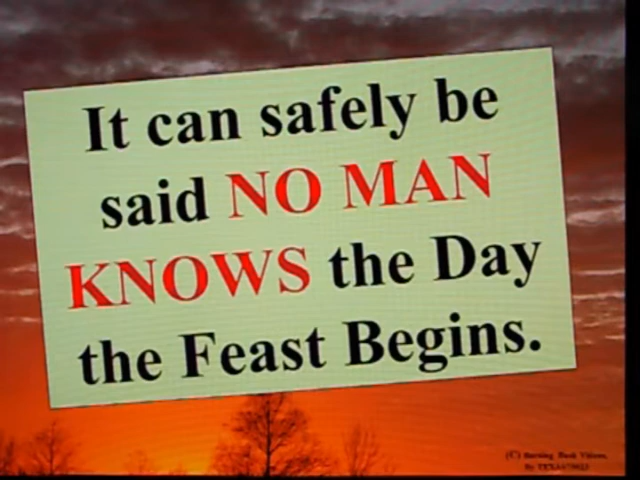 It can safely be
said NO MAN
KNOWS the Day
the Feast Begins.